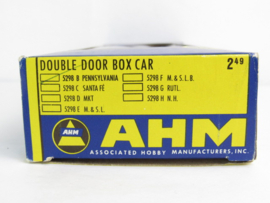 DOUBLE-DOOR BOX CAR 2 49
5298 B PENNSYLVANIA 5298 F M. & S. L. B.
5298 C SANTA FÉ 5298 G RUTL.
5298 D MKT 5298 H N.H.
5298 E M. & S. L.
AHM AHM
ASSOCIATED HOBBY MANUFACTURERS, INC.